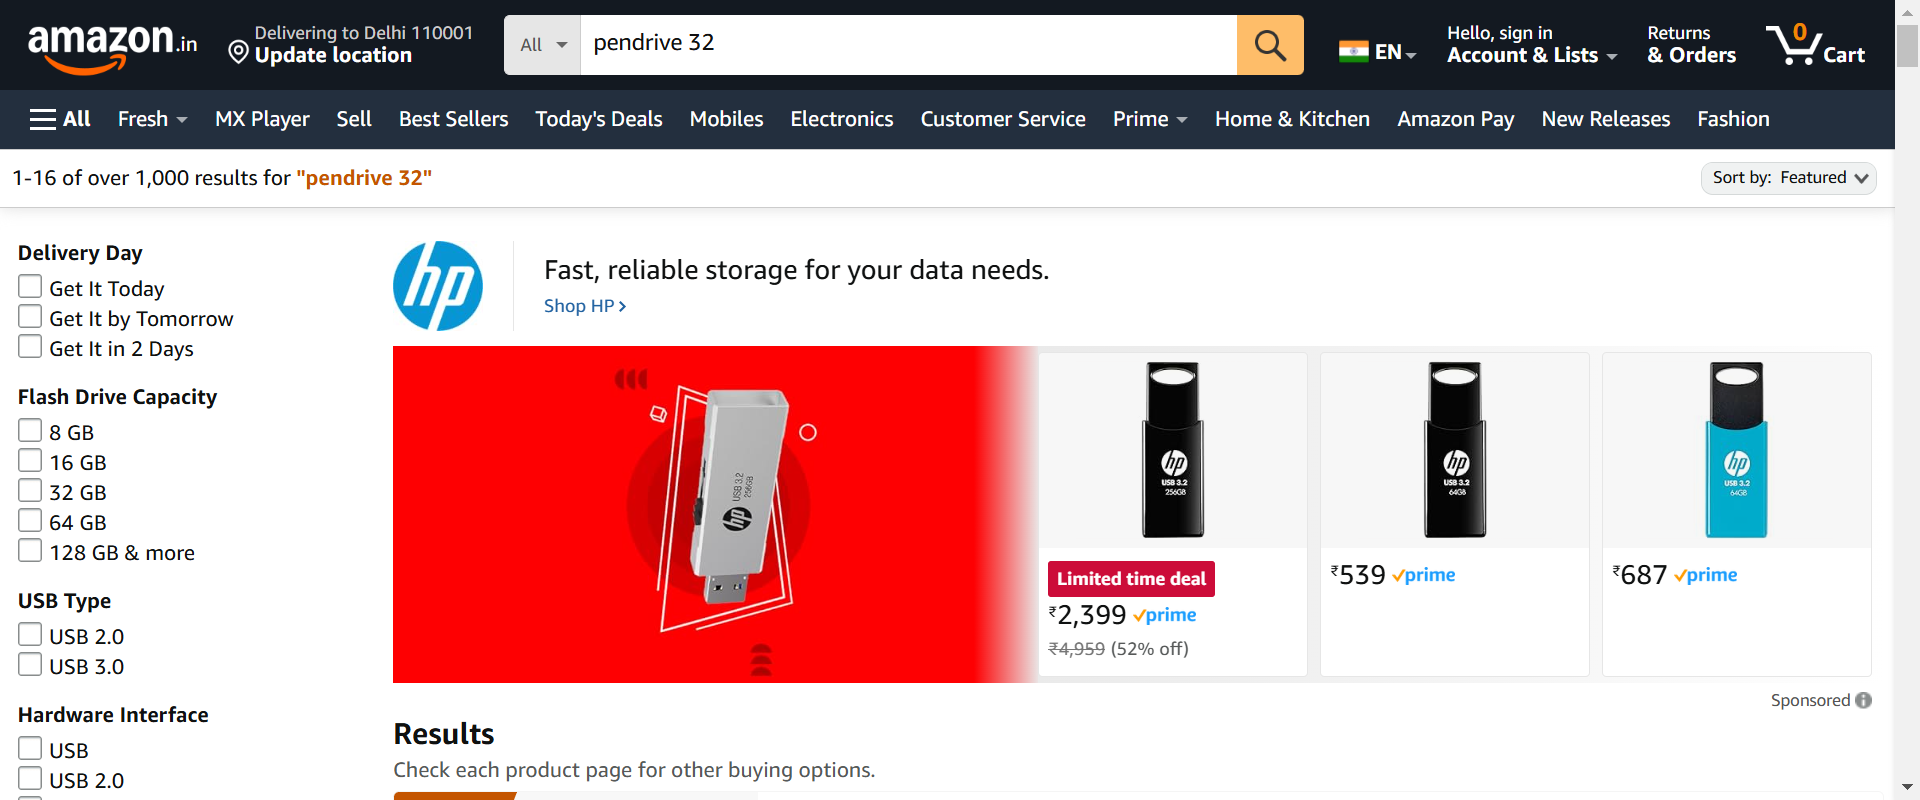 amazon.in
Delivering to Delhi 110001
Update location
All
pendrive 32
EN
Hello, sign in
Account & Lists
Returns
& Orders
0
Cart
All
Fresh
MX Player
Sell
Best Sellers
Today's Deals
Mobiles
Electronics
Customer Service
Prime
Home & Kitchen
Amazon Pay
New Releases
Fashion
1-16 of over 1,000 results for "pendrive 32"
Sort by: Featured
Delivery Day
Get It Today
Get It by Tomorrow
Get It in 2 Days
Flash Drive Capacity
8 GB
16 GB
32 GB
64 GB
128 GB & more
USB Type
USB 2.0
USB 3.0
Hardware Interface
USB
USB 2.0
hp
Fast, reliable storage for your data needs.
Shop HP
hp
USB 3.2
256GB
hp
USB 3.2
256GB
Limited time deal
₹2,399 prime
₹4,959 (52% off)
hp
USB 3.2
64GB
₹539 prime
hp
USB 3.2
64GB
₹687 prime
Sponsored
Results
Check each product page for other buying options.